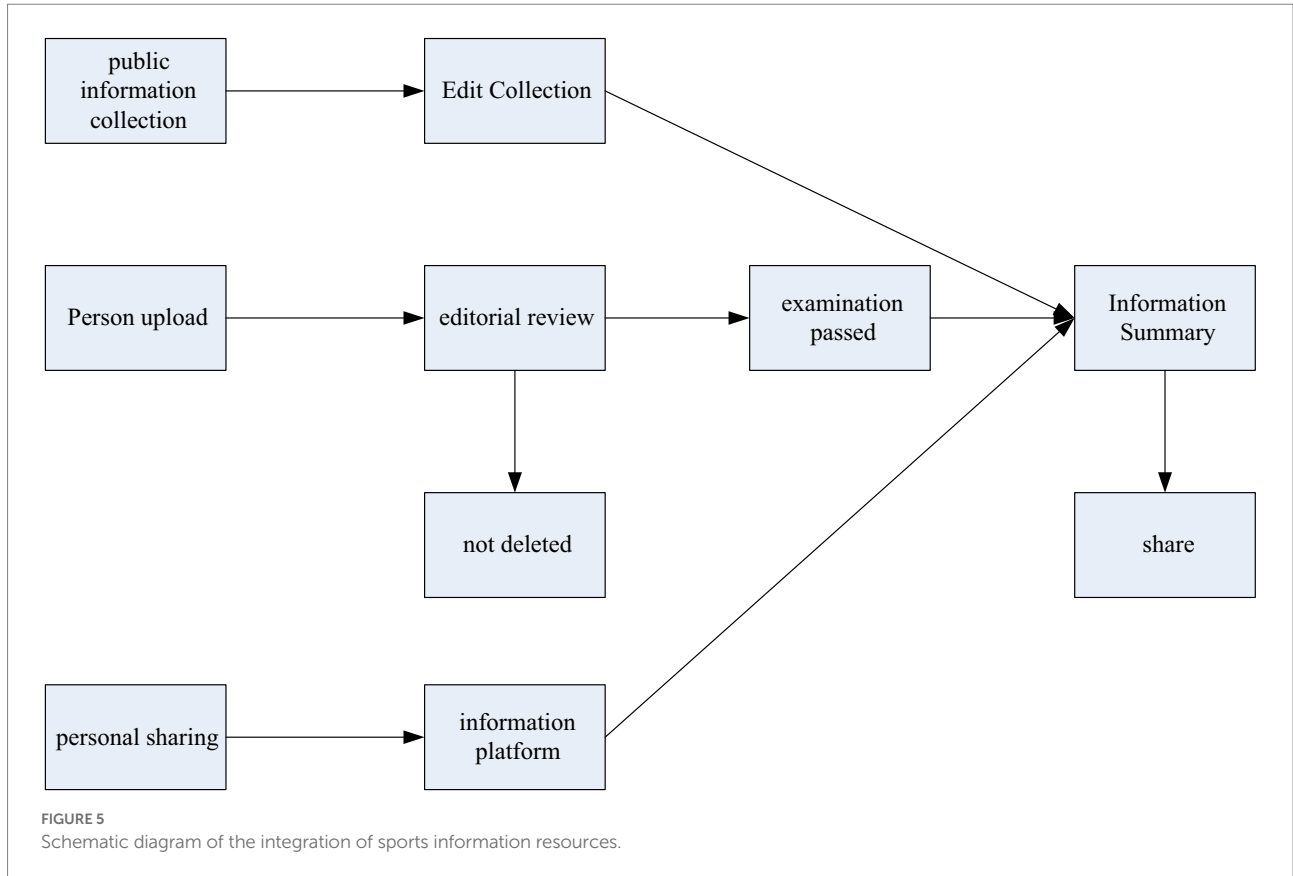 public
information
collection
Edit Collection
Person upload
editorial review
examination
passed
Information
Summary
not deleted
share
personal sharing
information
platform
FIGURE 5
Schematic diagram of the integration of sports information resources.